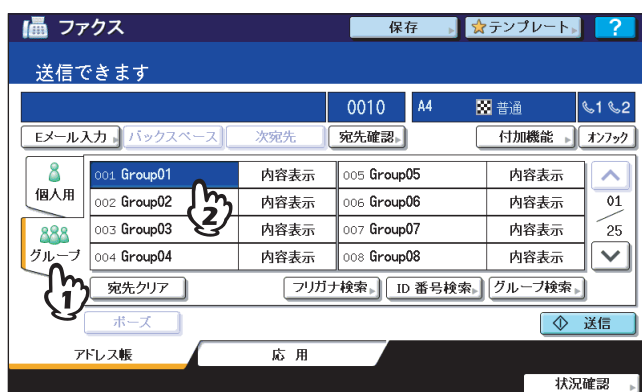 ファクス 保存 テンプレート ?
送信できます
0010 A4 普通 1 2
Eメール入力 バックスペース 次宛先 宛先確認 付加機能 オンフック
個人用
グループ
001 Group01 内容表示 005 Group05 内容表示
002 Group02 内容表示 006 Group06 内容表示
003 Group03 内容表示 007 Group07 内容表示
004 Group04 内容表示 008 Group08 内容表示
01
25
1
2
宛先クリア フリガナ検索 ID 番号検索 グループ検索
ポーズ 送信
アドレス帳 応 用
状況確認